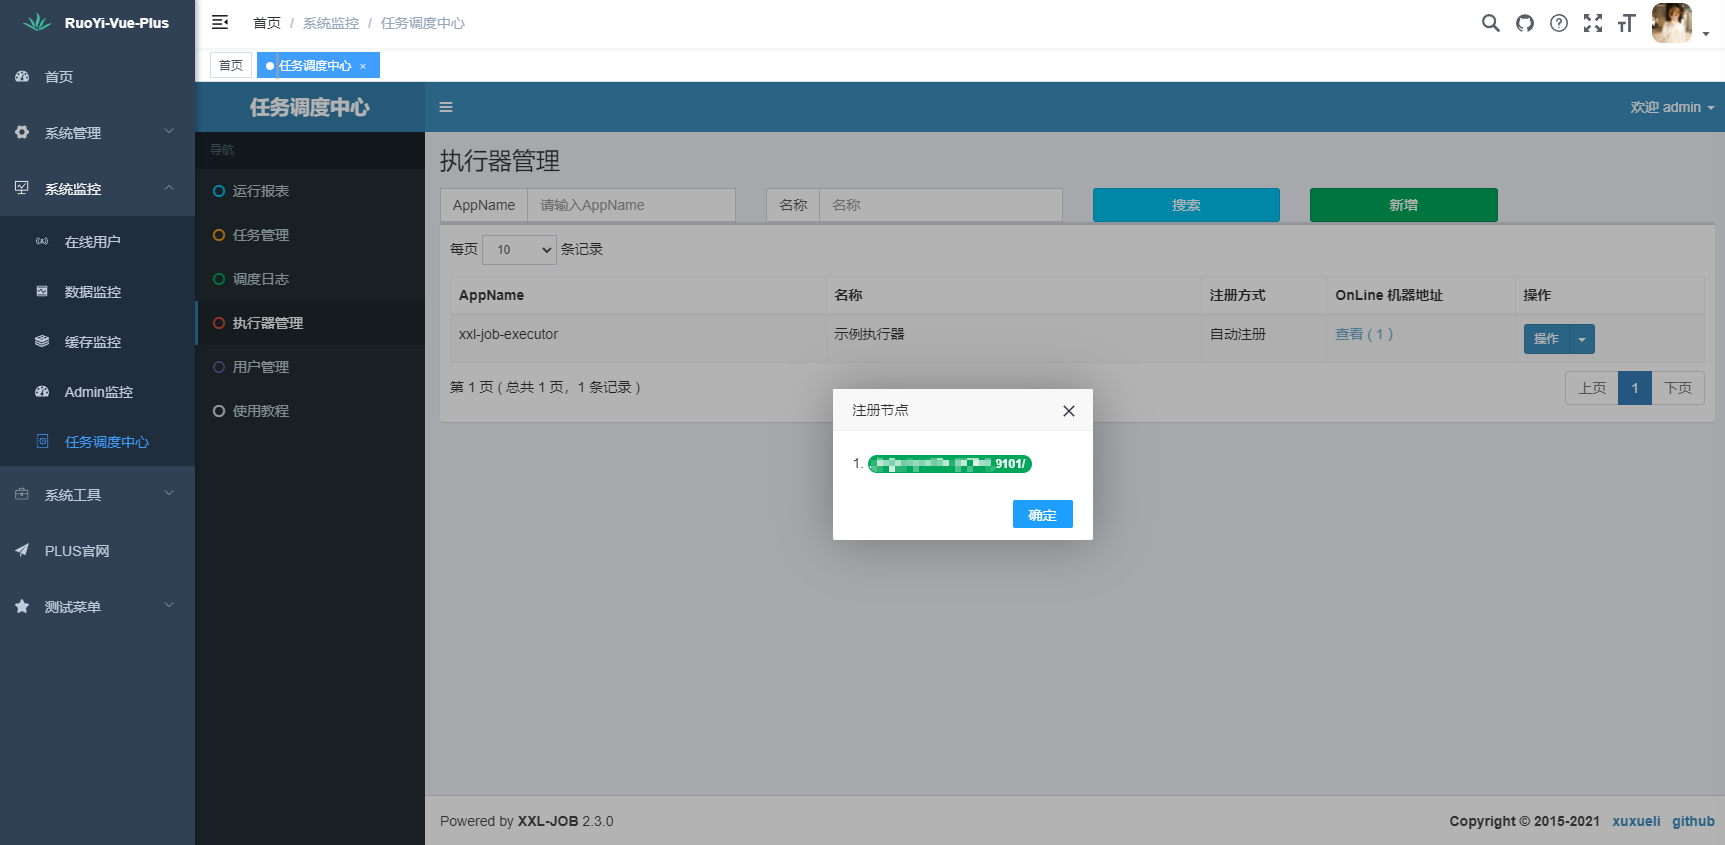 RuoYi-Vue-Plus
首页 / 系统监控 / 任务调度中心
首页
任务调度中心 ×
首页
系统管理
系统监控
在线用户
数据监控
缓存监控
Admin监控
任务调度中心
系统工具
PLUS官网
测试菜单
任务调度中心
欢迎 admin
导航
运行报表
任务管理
调度日志
执行器管理
用户管理
使用教程
执行器管理
AppName 请输入AppName 名称 名称 搜索 新增
每页 10 条记录
AppName 名称 注册方式 OnLine 机器地址 操作
xxl-job-executor 示例执行器 自动注册 查看 ( 1 ) 操作
第 1 页 ( 总共 1 页，1 条记录 )
上页 1 下页
注册节点
1. 9101/
确定
Powered by XXL-JOB 2.3.0
Copyright © 2015-2021 xuxueli github